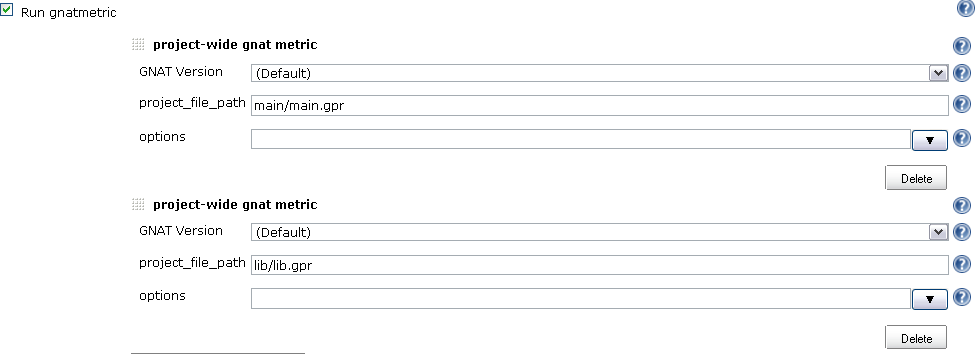 Run gnatmetric
project-wide gnat metric
GNAT Version (Default)
project_file_path main/main.gpr
options
Delete
project-wide gnat metric
GNAT Version (Default)
project_file_path lib/lib.gpr
options
Delete